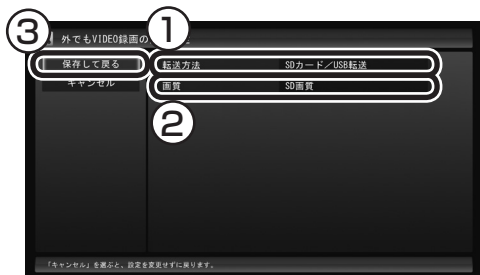 ③ ①
外でもVIDEO録画の
保存して戻る 転送方法 SDカード／USB転送
キャンセル 画質 SD画質
②
「キャンセル」を選ぶと、設定を変更せずに戻ります。